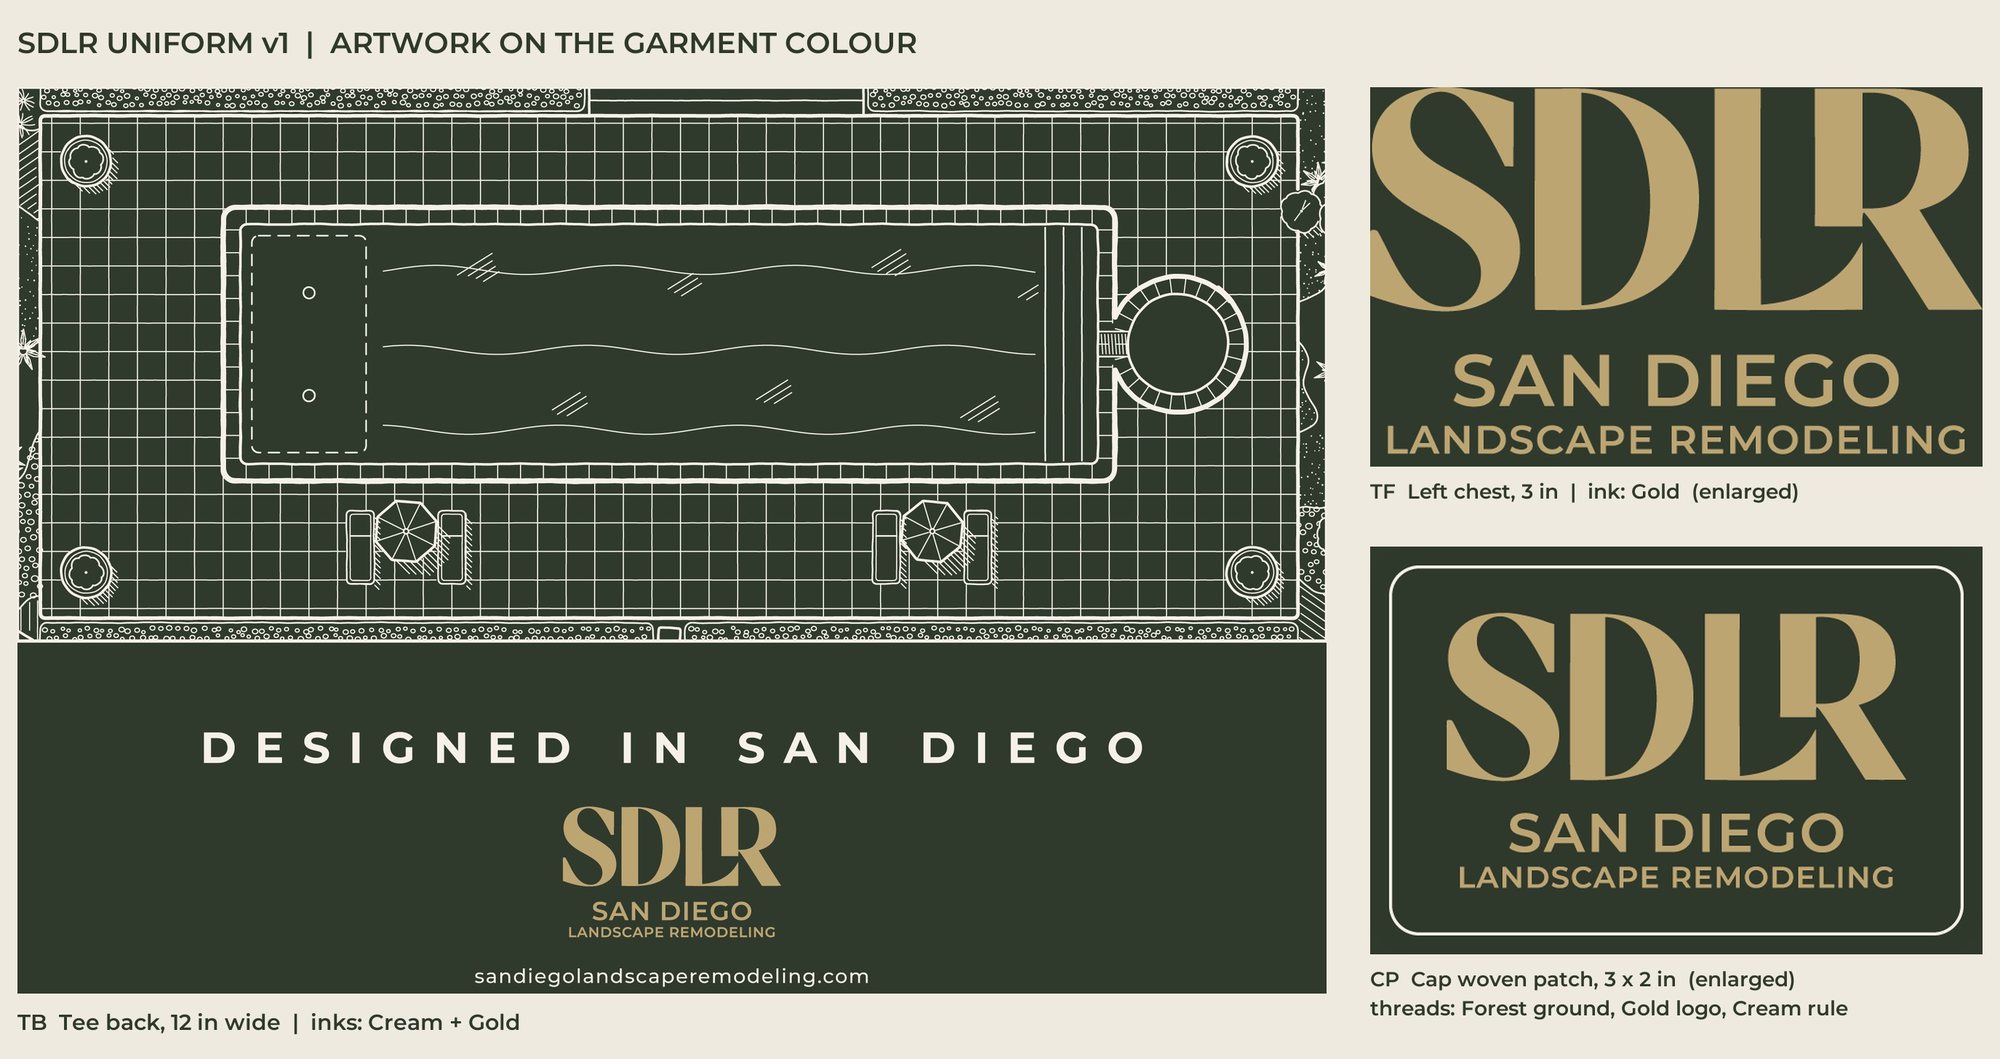 SDLR UNIFORM v1 | ARTWORK ON THE GARMENT COLOUR
DESIGNED IN SAN DIEGO
SDLR
SAN DIEGO
LANDSCAPE REMODELING
sandiegolandscaperemodeling.com
TB Tee back, 12 in wide | inks: Cream + Gold
SDLR
SAN DIEGO
LANDSCAPE REMODELING
TF Left chest, 3 in | ink: Gold (enlarged)
SDLR
SAN DIEGO
LANDSCAPE REMODELING
CP Cap woven patch, 3 x 2 in (enlarged)
threads: Forest ground, Gold logo, Cream rule